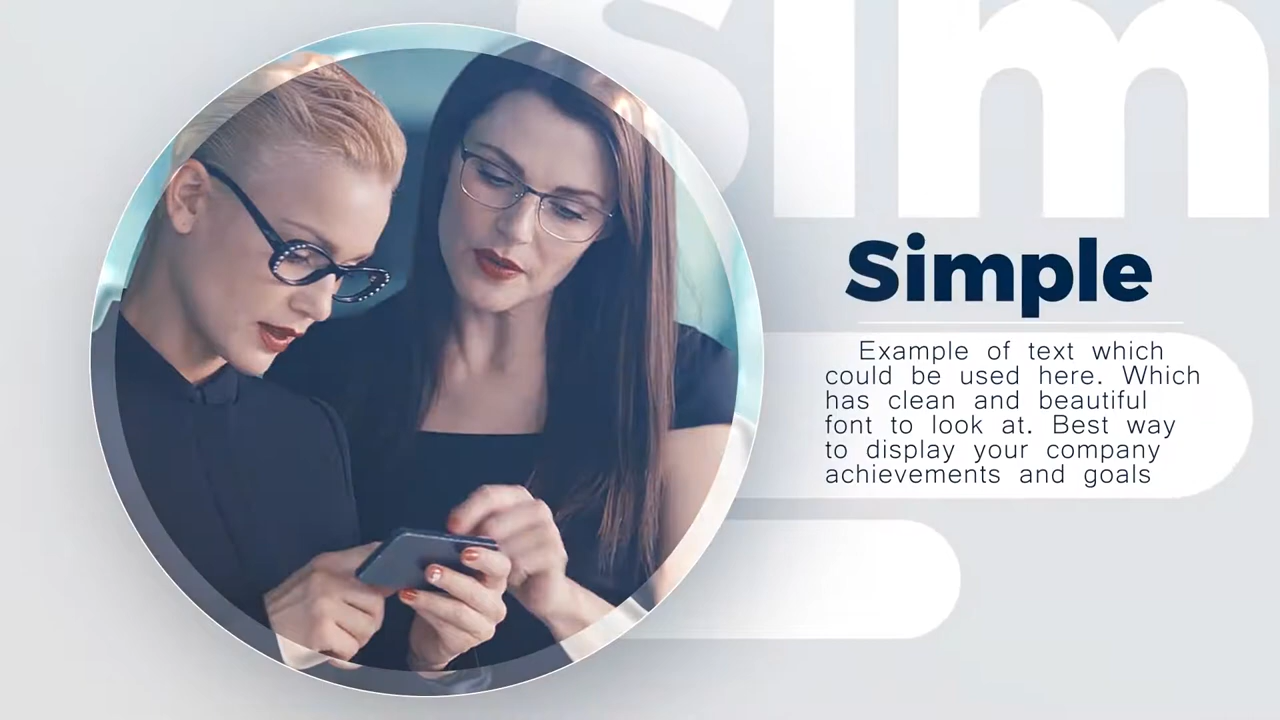 sim
Simple
Example of text which
could be used here. Which
has clean and beautiful
font to look at. Best way
to display your company
achievements and goals